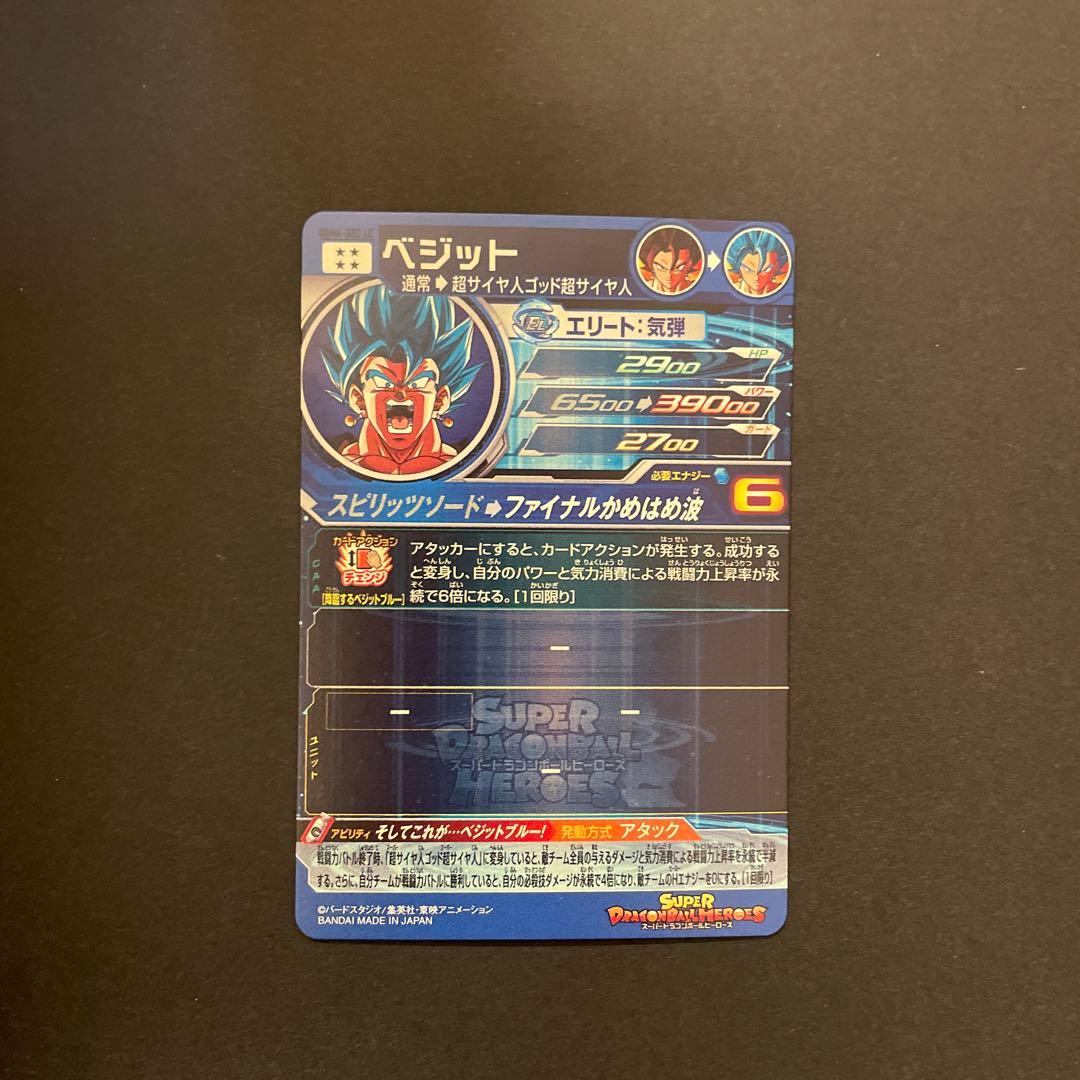 ベジット
通常➡超サイヤ人ゴッド超サイヤ人
EL エリート:気弾
HP
2900
パワー
6500➡39000
ガード
2700
必要エナジー 6
スピリッツソード➡ファイナルかめはめ波
カードアクション
チェンジ
[降臨するベジットブルー]
CAA
アタッカーにすると、カードアクションが発生する。成功する
と変身し、自分のパワーと気力消費による戦闘力上昇率が永
続で6倍になる。[1回限り]
-
ユニット
- -
-
SUPER
DRAGONBALL
スーパードラゴンボールヒーローズ
HEROES
アビリティ そしてこれが…ベジットブルー! 発動方式 アタック
戦闘力バトル終了時、「超サイヤ人ゴッド超サイヤ人」に変身していると、敵チーム全員の与えるダメージと気力消費による戦闘力上昇率を永続で半減
する。さらに、自分チームが戦闘力バトルに勝利していると、自分の必殺技ダメージが永続で4倍になり、敵チームのHエナジーを0にする。[1回限り]
©バードスタジオ/集英社・東映アニメーション
BANDAI MADE IN JAPAN
SUPER
DRAGONBALL HEROES
スーパードラゴンボールヒーローズ